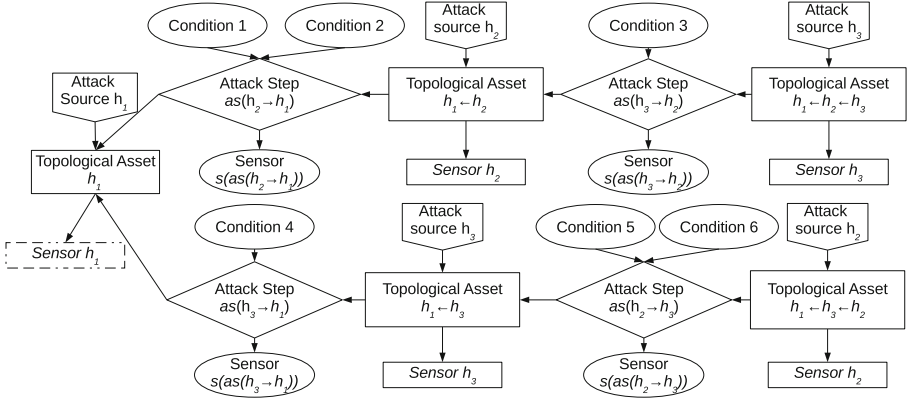 Condition 1
Condition 2
Attack
source h2
Condition 3
Attack
source h3
Attack
Source h1
Attack Step
as(h2→h1)
Topological Asset
h1←h2
Attack Step
as(h3→h2)
Topological Asset
h1←h2←h3
Topological Asset
h1
Sensor
s(as(h2→h1))
Sensor h2
Sensor
s(as(h3→h2))
Sensor h3
Sensor h1
Condition 4
Attack
source h3
Condition 5
Condition 6
Attack
source h2
Attack Step
as(h3→h1)
Topological Asset
h1←h3
Attack Step
as(h2→h3)
Topological Asset
h1←h3←h2
Sensor
s(as(h3→h1))
Sensor h3
Sensor
s(as(h2→h3))
Sensor h2